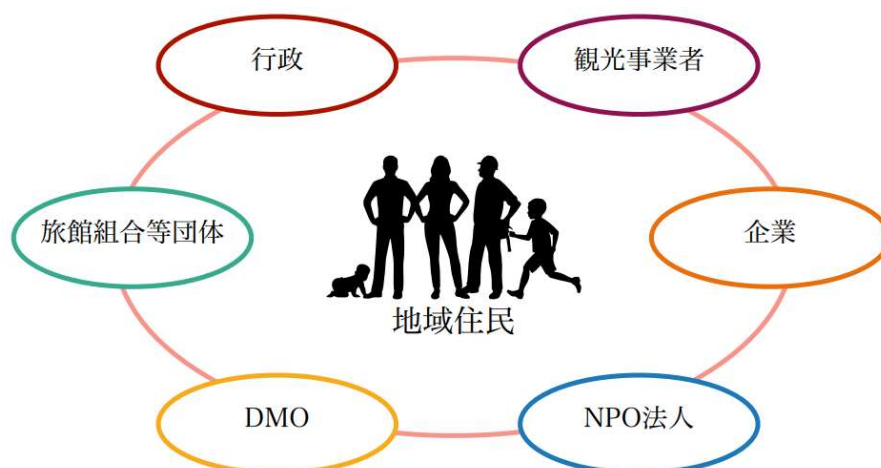 行政
観光事業者
旅館組合等団体
企業
地域住民
DMO
NPO法人